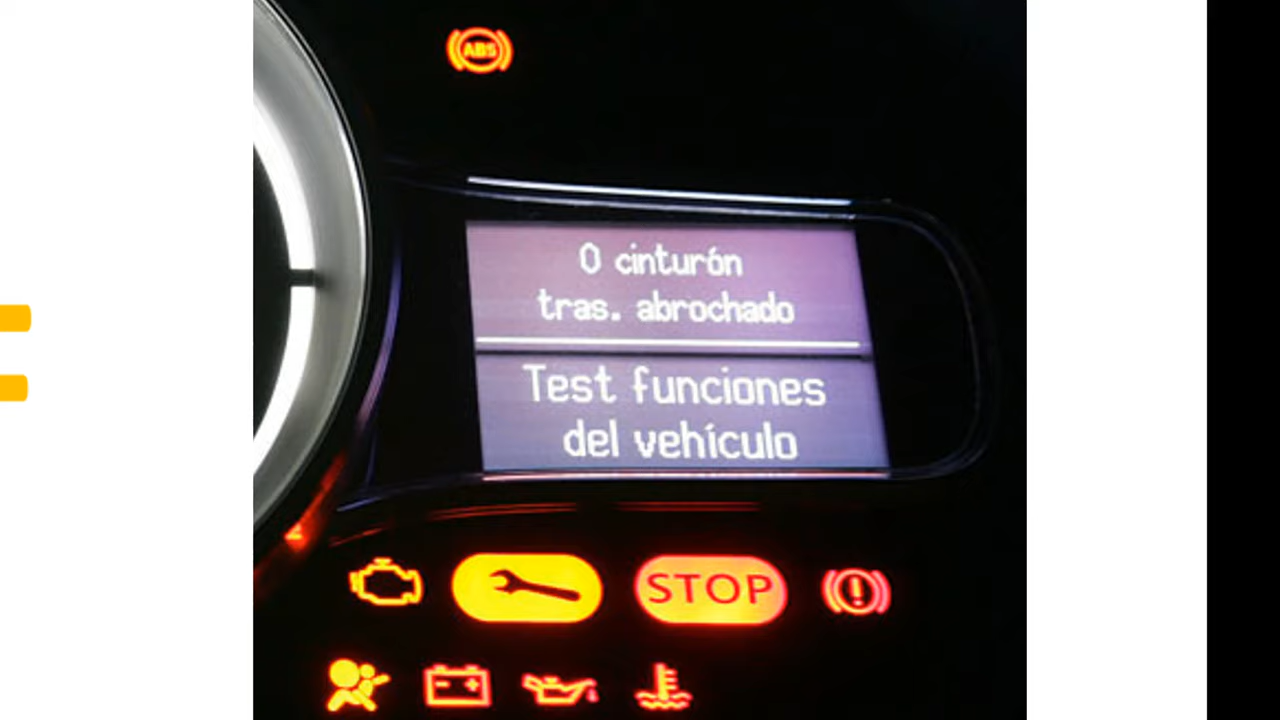 ABS
0 cinturón
tras. abrochado
Test funciones
del vehículo
STOP